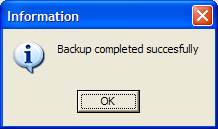 Information
Backup completed succesfully
OK